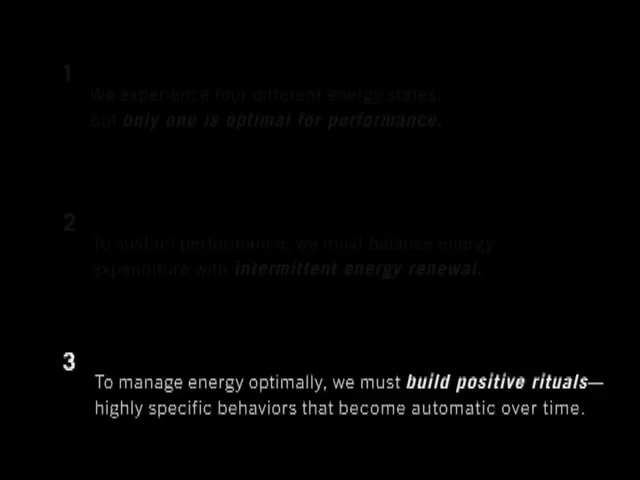 1
We experience four different energy states,
but only one is optimal for performance.
2
To sustain performance, we must balance energy
expenditure with intermittent energy renewal.
3
To manage energy optimally, we must build positive rituals—
highly specific behaviors that become automatic over time.